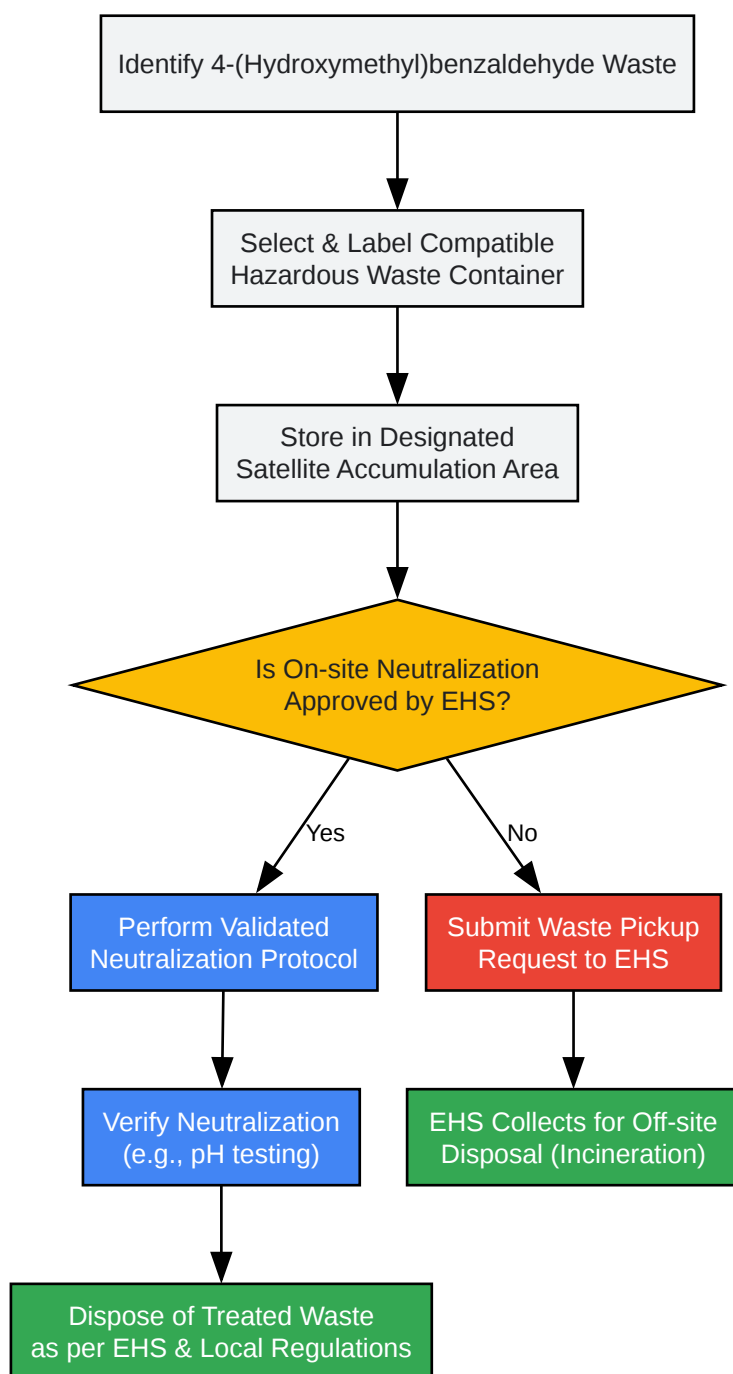 Identify 4-(Hydroxymethyl)benzaldehyde Waste
Select & Label Compatible
Hazardous Waste Container
Store in Designated
Satellite Accumulation Area
Is On-site Neutralization
Approved by EHS?
Yes
No
Perform Validated
Neutralization Protocol
Submit Waste Pickup
Request to EHS
Verify Neutralization
(e.g., pH testing)
EHS Collects for Off-site
Disposal (Incineration)
Dispose of Treated Waste
as per EHS & Local Regulations